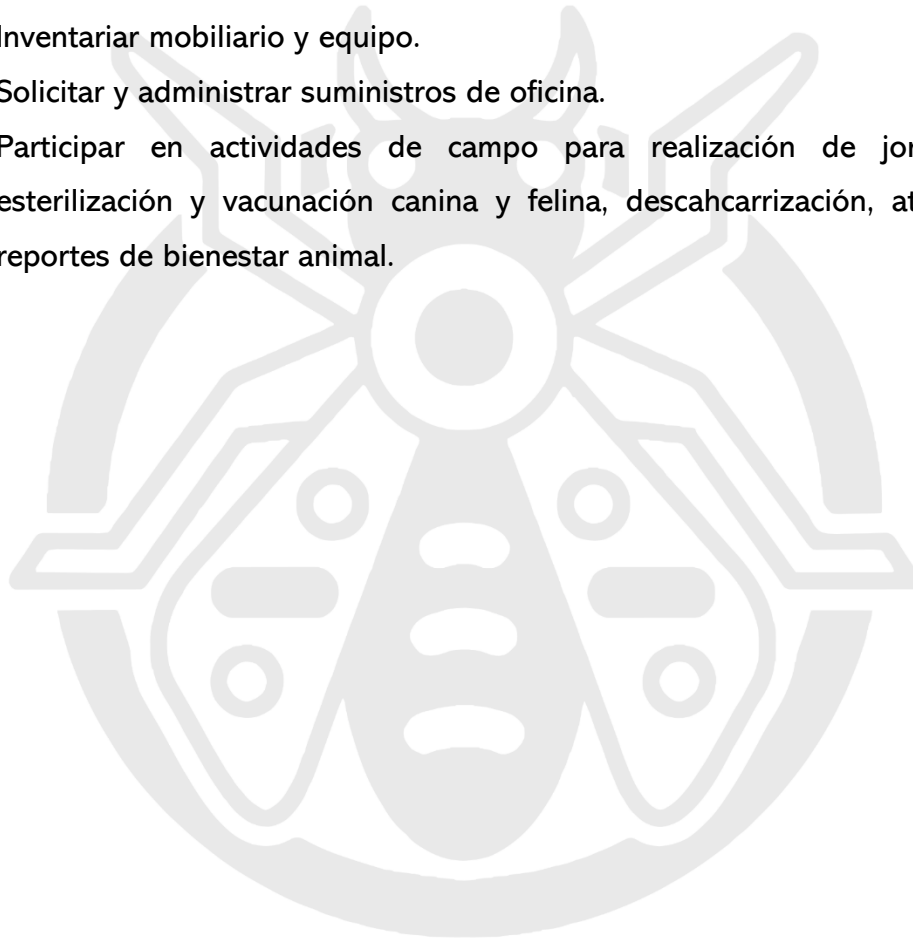 Inventariar mobiliario y equipo.
Solicitar y administrar suministros de oficina.
Participar en actividades de campo para realización de
esterilización y vacunación canina y felina, descahcarrización,
reportes de bienestar animal.